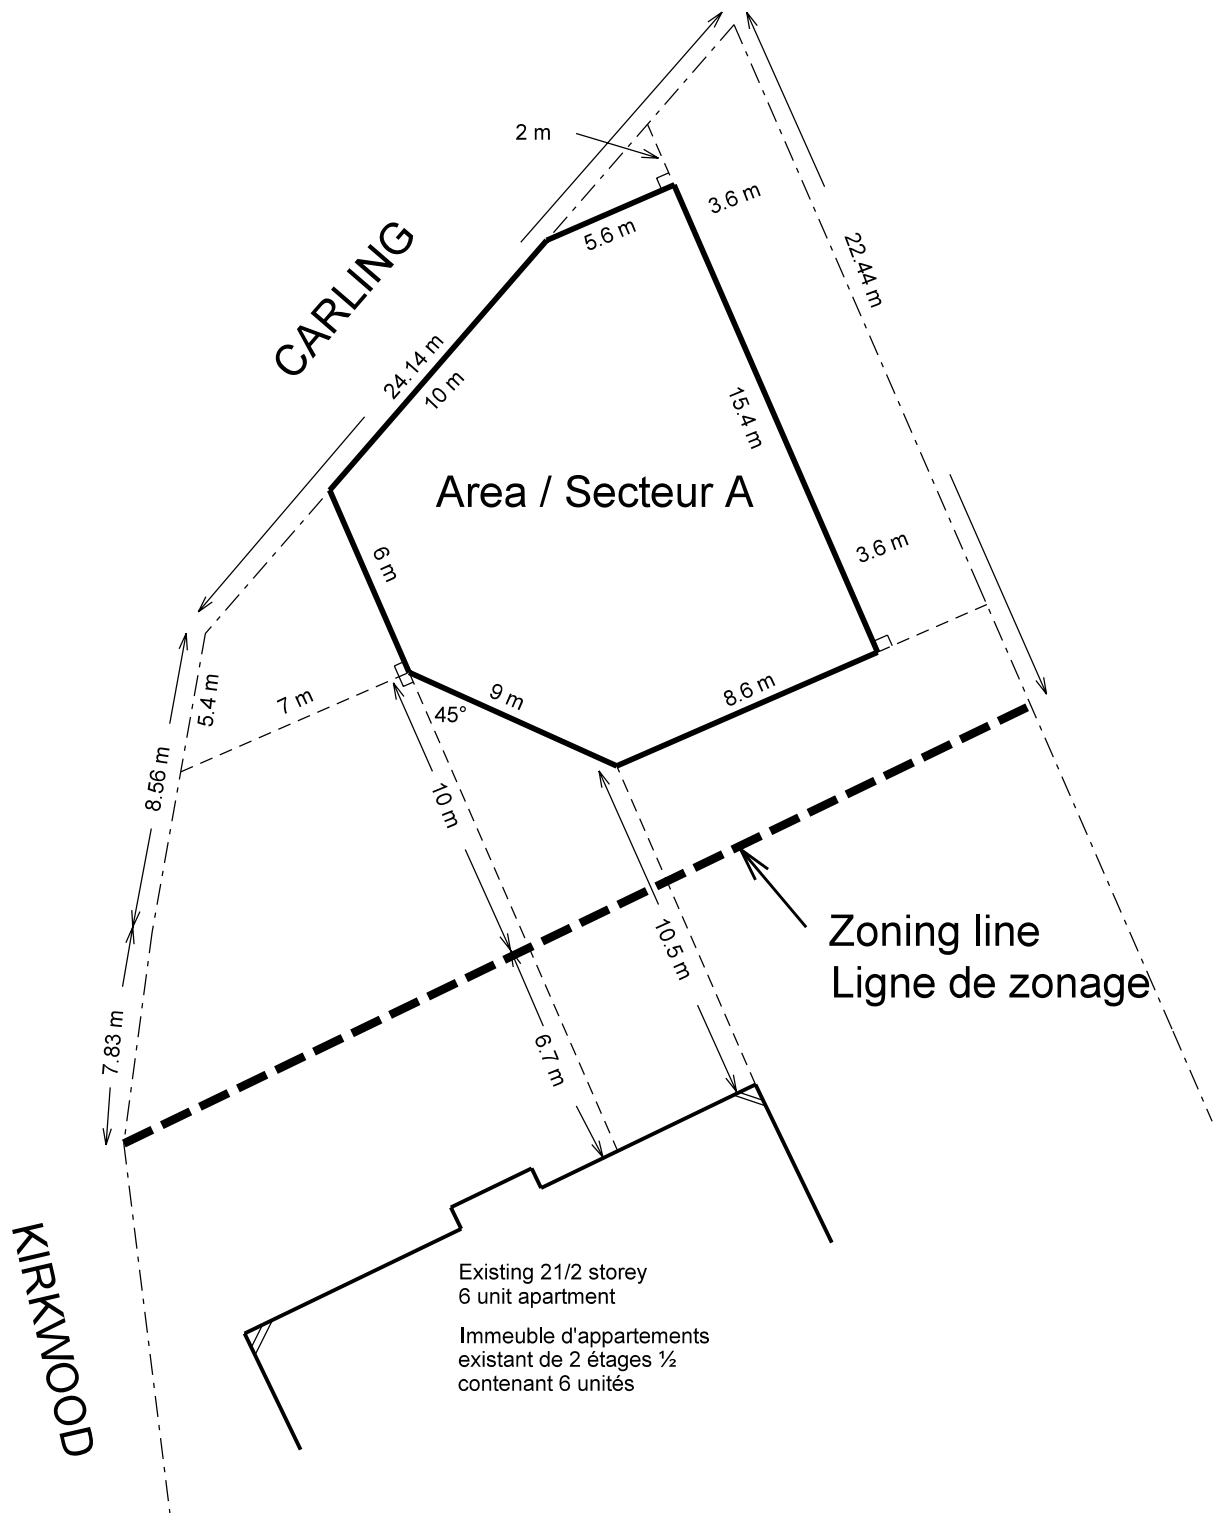 2 m
3.6 m
5.6 m
22.44 m
CARLING
24.14 m
10 m
15.4 m
Area / Secteur A
3.6 m
6 m
7 m
5.4 m
9 m
8.6 m
45°
8.56 m
10 m
10.5 m
Zoning line
Ligne de zonage
7.83 m
6.7 m
KIRKWOOD
Existing 21/2 storey
6 unit apartment
Immeuble d'appartements
existant de 2 étages ½
contenant 6 unités